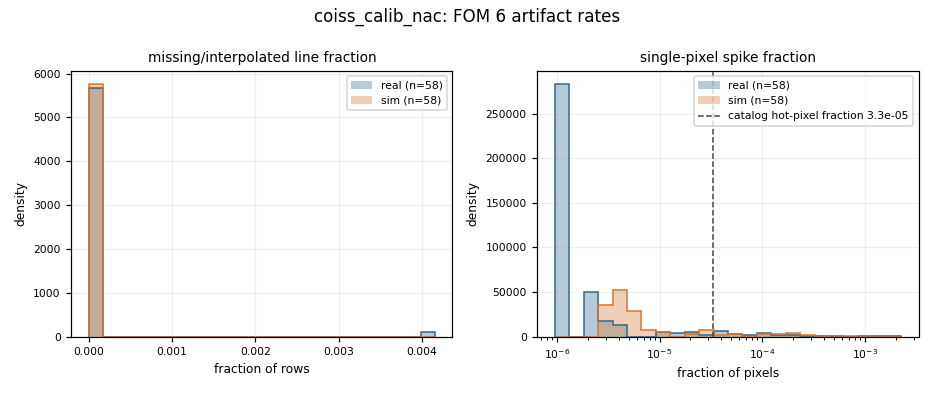 coiss_calib_nac: FOM 6 artifact rates
missing/interpolated line fraction
real (n=58)
sim (n=58)
density
6000
5000
4000
3000
2000
1000
0
0.000
0.001
0.002
0.003
0.004
fraction of rows
single-pixel spike fraction
real (n=58)
sim (n=58)
catalog hot-pixel fraction 3.3e-05
density
250000
200000
150000
100000
50000
0
10⁻⁶
10⁻⁵
10⁻⁴
10⁻³
fraction of pixels